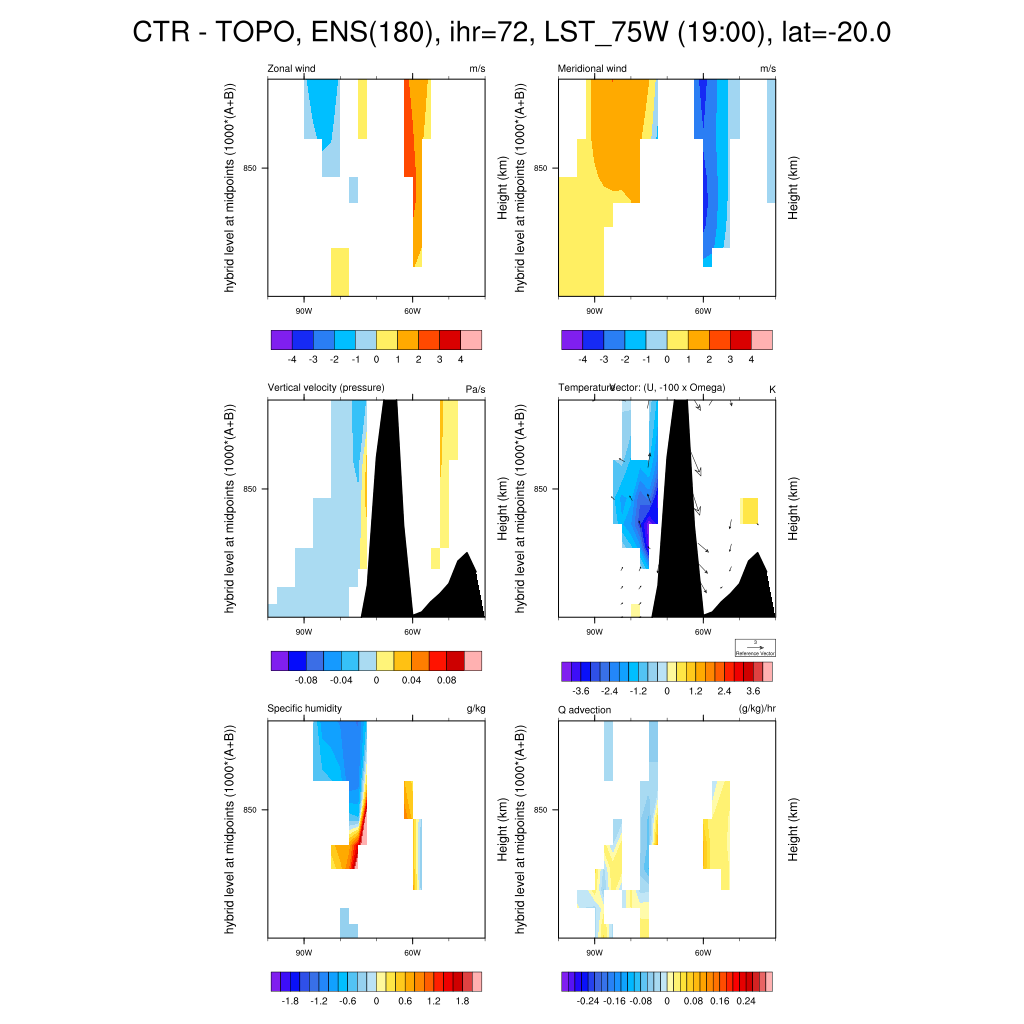 CTR - TOPO, ENS(180), ihr=72, LST_75W (19:00), lat=-20.0
Zonal wind m/s
hybrid level at midpoints (1000*(A+B))
850
Height (km)
90W 60W
-4 -3 -2 -1 0 1 2 3 4
Meridional wind m/s
hybrid level at midpoints (1000*(A+B))
850
Height (km)
90W 60W
-4 -3 -2 -1 0 1 2 3 4
Vertical velocity (pressure) Pa/s
hybrid level at midpoints (1000*(A+B))
850
Height (km)
90W 60W
-0.08 -0.04 0 0.04 0.08
Temperature Vector: (U, -100 x Omega) K
hybrid level at midpoints (1000*(A+B))
850
Height (km)
90W 60W
3
Reference Vector
-3.6 -2.4 -1.2 0 1.2 2.4 3.6
Specific humidity g/kg
hybrid level at midpoints (1000*(A+B))
850
Height (km)
90W 60W
-1.8 -1.2 -0.6 0 0.6 1.2 1.8
Q advection (g/kg)/hr
hybrid level at midpoints (1000*(A+B))
850
Height (km)
90W 60W
-0.24 -0.16 -0.08 0 0.08 0.16 0.24